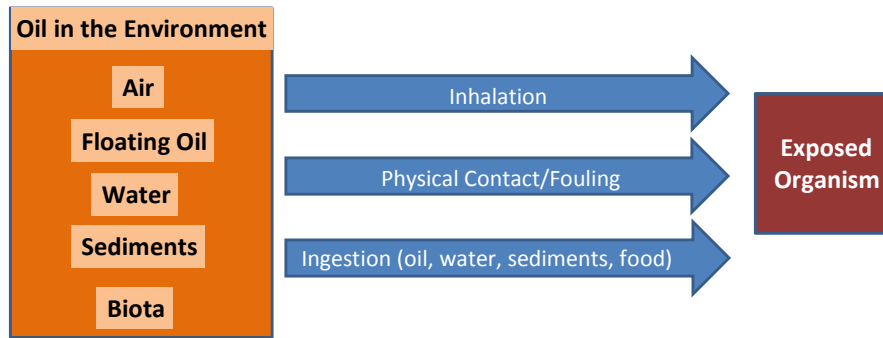 Oil in the Environment
Air
Floating Oil
Water
Sediments
Biota
Inhalation
Physical Contact/Fouling
Ingestion (oil, water, sediments, food)
Exposed
Organism